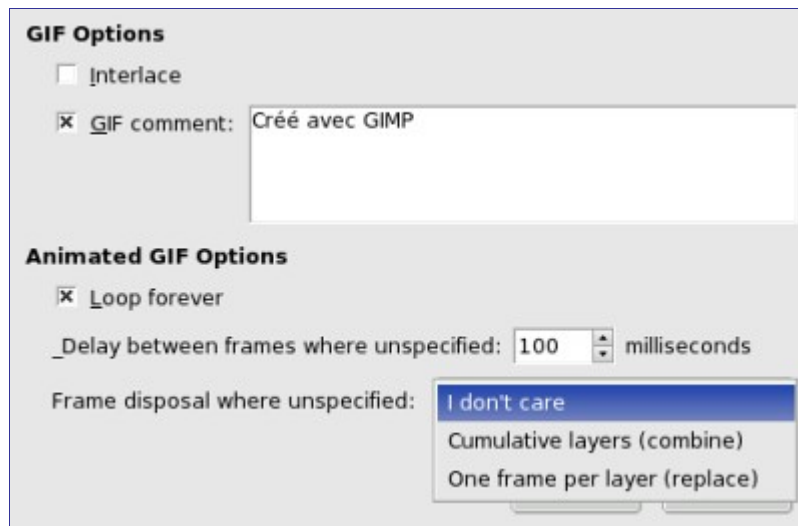 GIF Options
Interlace
GIF comment: Créé avec GIMP
Animated GIF Options
Loop forever
_Delay between frames where unspecified: 100 milliseconds
Frame disposal where unspecified: I don't care
Cumulative layers (combine)
One frame per layer (replace)